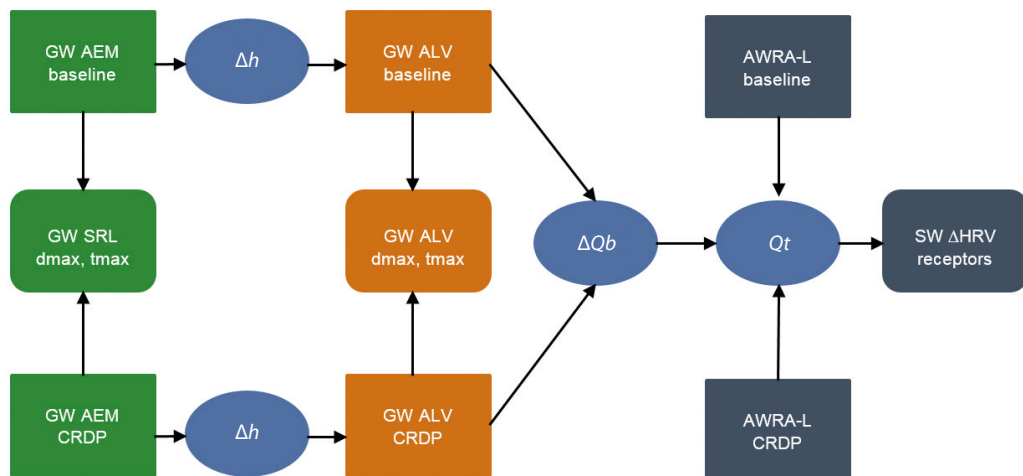 GW AEM
baseline
Δh
GW ALV
baseline
AWRA-L
baseline
GW SRL
dmax, tmax
GW ALV
dmax, tmax
ΔQb
Qt
SW ΔHRV
receptors
GW AEM
CRDP
Δh
GW ALV
CRDP
AWRA-L
CRDP